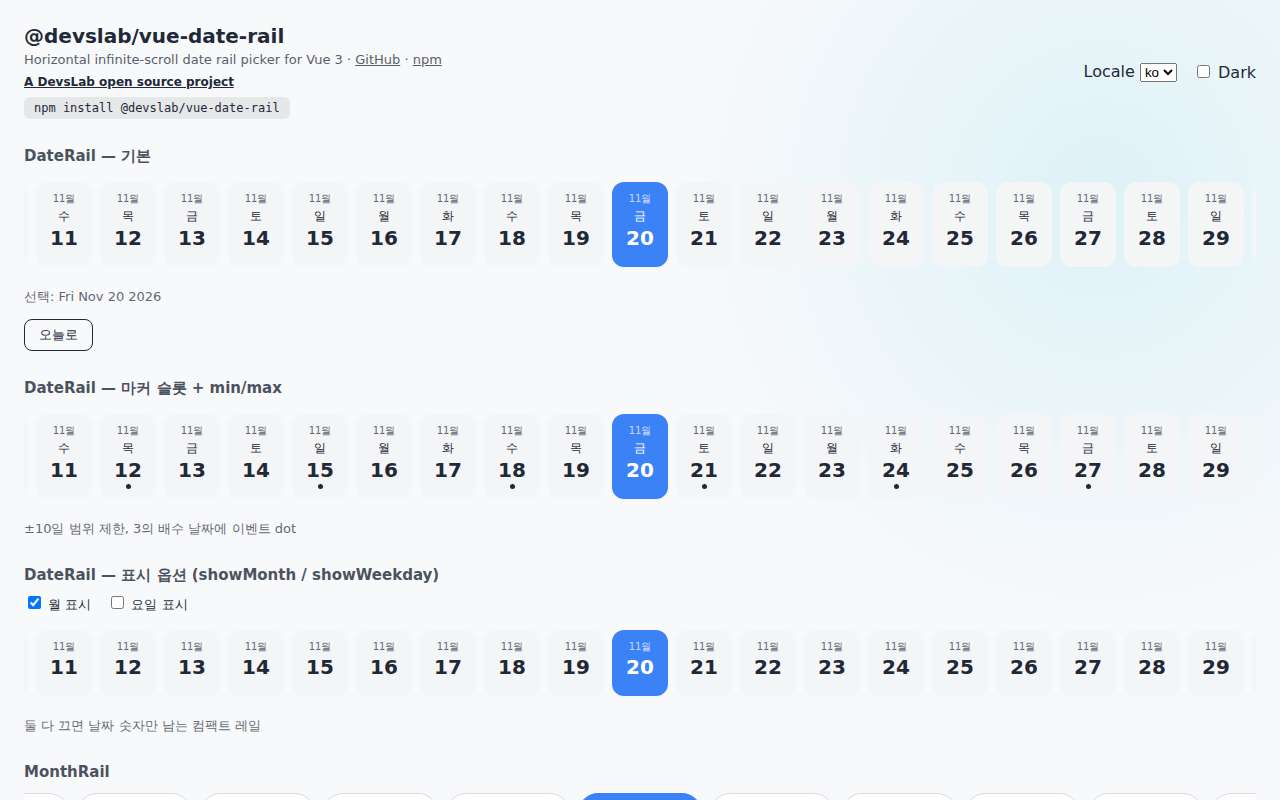 @devslab/vue-date-rail
Horizontal infinite-scroll date rail picker for Vue 3 · GitHub · npm
A DevsLab open source project
npm install @devslab/vue-date-rail
Locale ko Dark
DateRail — 기본
11월 11월 11월 11월 11월 11월 11월 11월 11월 11월 11월 11월 11월 11월 11월 11월 11월 11월 11월
수 목 금 토 일 월 화 수 목 금 토 일 월 화 수 목 금 토 일
11 12 13 14 15 16 17 18 19 20 21 22 23 24 25 26 27 28 29
선택: Fri Nov 20 2026
오늘로
DateRail — 마커 슬롯 + min/max
11월 11월 11월 11월 11월 11월 11월 11월 11월 11월 11월 11월 11월 11월 11월 11월 11월 11월 11월
수 목 금 토 일 월 화 수 목 금 토 일 월 화 수 목 금 토 일
11 12 13 14 15 16 17 18 19 20 21 22 23 24 25 26 27 28 29
±10일 범위 제한, 3의 배수 날짜에 이벤트 dot
DateRail — 표시 옵션 (showMonth / showWeekday)
월 표시 요일 표시
11월 11월 11월 11월 11월 11월 11월 11월 11월 11월 11월 11월 11월 11월 11월 11월 11월 11월 11월
11 12 13 14 15 16 17 18 19 20 21 22 23 24 25 26 27 28 29
둘 다 끄면 날짜 숫자만 남는 컴팩트 레일
MonthRail